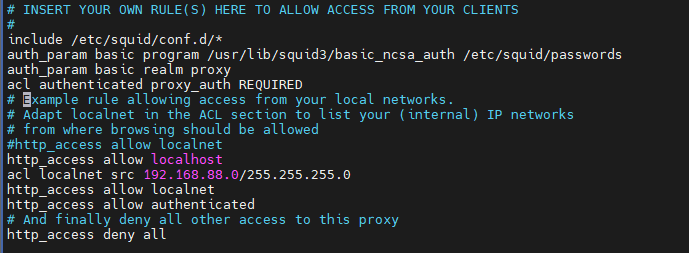 # INSERT YOUR OWN RULE(S) HERE TO ALLOW ACCESS FROM YOUR CLIENTS
#
include /etc/squid/conf.d/*
auth_param basic program /usr/lib/squid3/basic_ncsa_auth /etc/squid/passwords
auth_param basic realm proxy
acl authenticated proxy_auth REQUIRED
# Example rule allowing access from your local networks.
# Adapt localnet in the ACL section to list your (internal) IP networks
# from where browsing should be allowed
#http_access allow localnet
http_access allow localhost
acl localnet src 192.168.88.0/255.255.255.0
http_access allow localnet
http_access allow authenticated
# And finally deny all other access to this proxy
http_access deny all